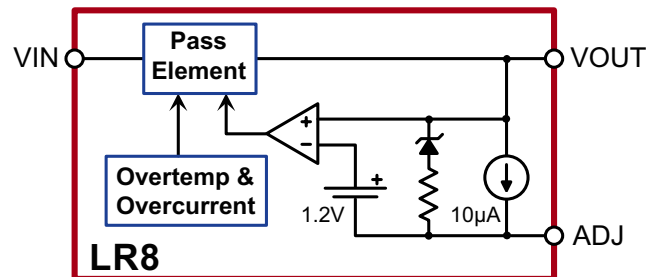 Pass
Element
VIN
VOUT
+
−
Overtemp &
Overcurrent
+
1.2V
10µA
ADJ
LR8